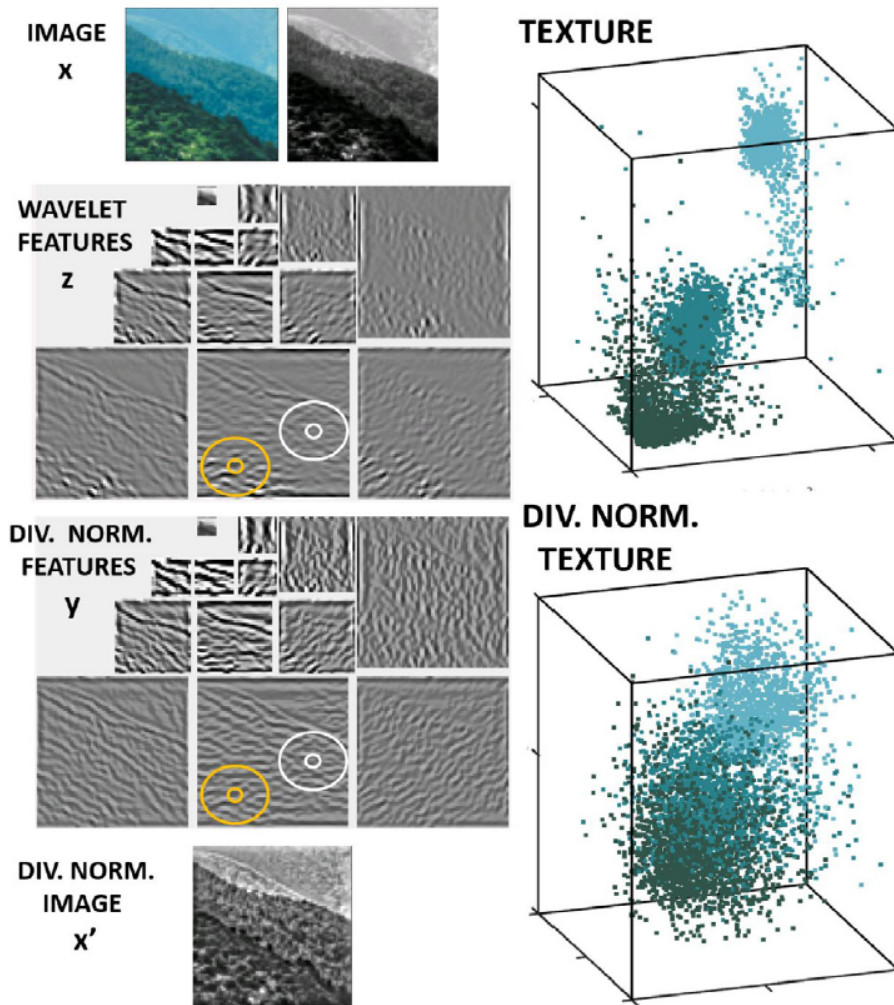 IMAGE
x
TEXTURE
WAVELET
FEATURES
z
DIV. NORM.
FEATURES
y
DIV. NORM.
TEXTURE
DIV. NORM.
IMAGE
x'